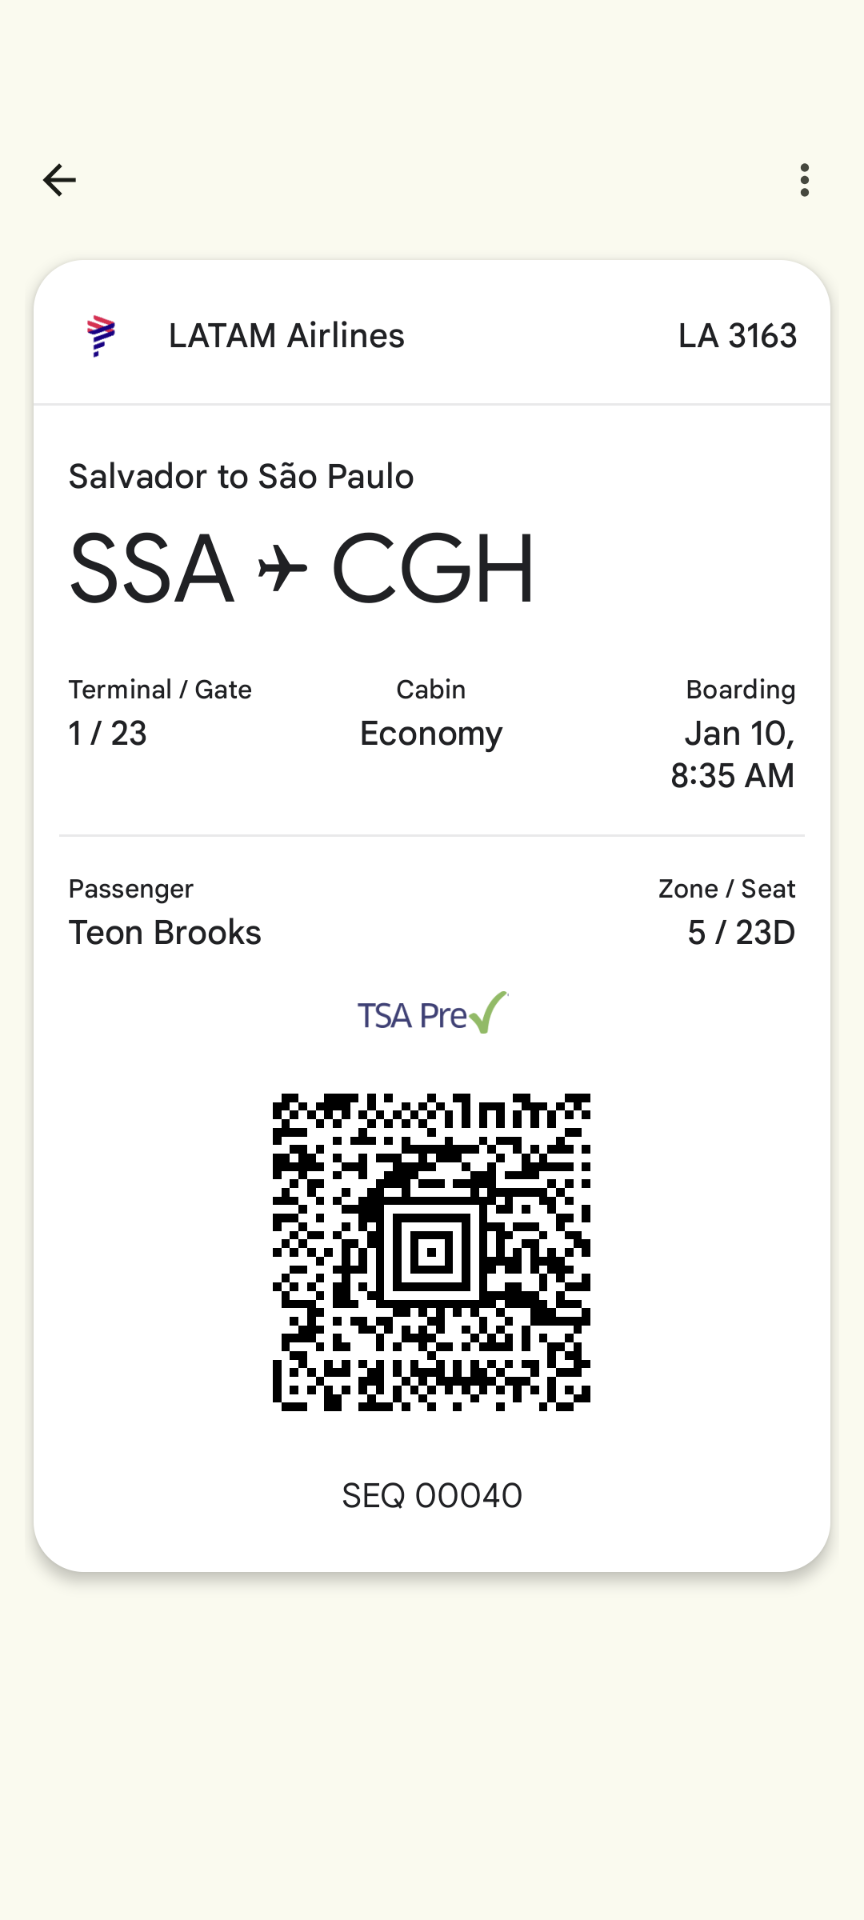 LATAM Airlines LA 3163
Salvador to São Paulo
SSA CGH
Terminal / Gate Cabin Boarding
1 / 23 Economy Jan 10,
8:35 AM
Passenger Zone / Seat
Teon Brooks 5 / 23D
TSA Pre
SEQ 00040